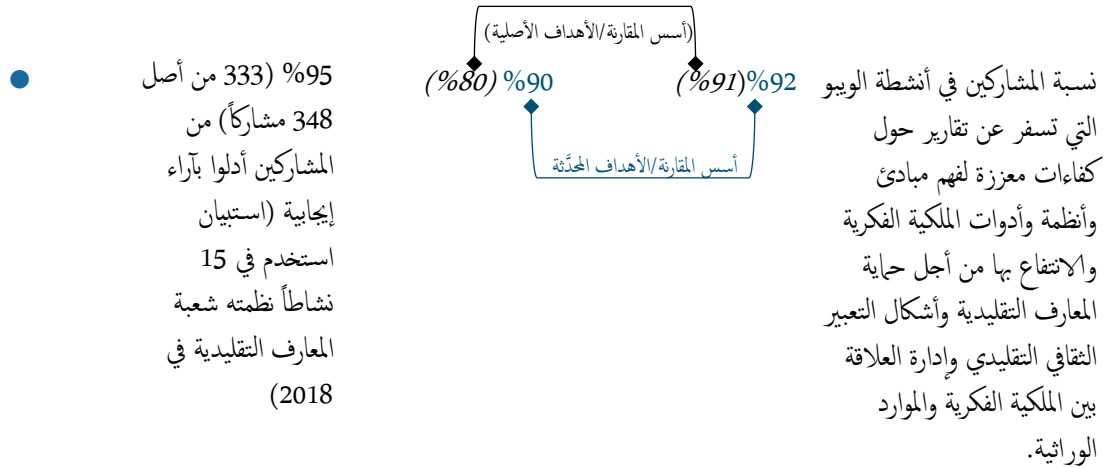 (أسس المقارنة/الأهداف الأصلية)
نسبة المشاركين في أنشطة الويبو
التي تسفر عن تقارير حول
كفاءات معززة لفهم مبادئ
وأنظمة وأدوات الملكية الفكرية
والانتفاع بها من أجل حماية
المعارف التقليدية وأشكال التعبير
الثقافي التقليدي وإدارة العلاقة
بين الملكية الفكرية والموارد
الوراثية.
%92(%91)
%90 (%80)
أسس المقارنة/الأهداف المحدَّثة
%95 (333 من أصل
348 مشاركاً) من
المشاركين أدلوا بآراء
إيجابية (استبيان
استخدم في 15
نشاطاً نظمته شعبة
المعارف التقليدية في
2018)